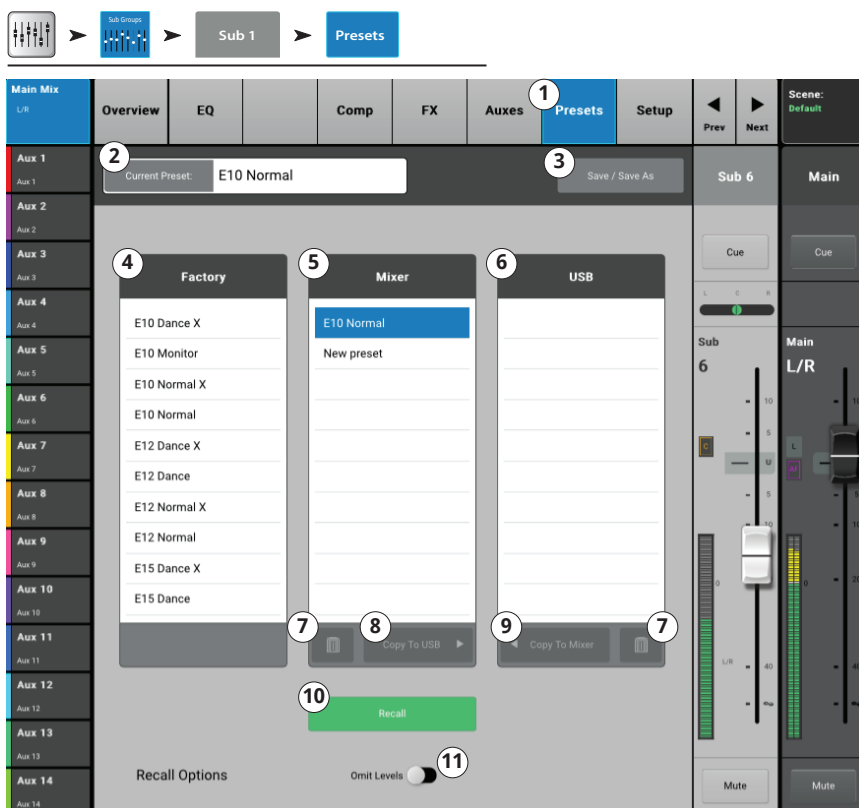 Sub Groups
Sub 1
Presets
Main Mix
L/R
Overview
EQ
Comp
FX
Auxes
1
Presets
Setup
Prev
Next
Scene:
Default
Aux 1
Aux 1
Aux 2
Aux 2
Aux 3
Aux 3
Aux 4
Aux 4
Aux 5
Aux 5
Aux 6
Aux 6
Aux 7
Aux 7
Aux 8
Aux 8
Aux 9
Aux 9
Aux 10
Aux 10
Aux 11
Aux 11
Aux 12
Aux 12
Aux 13
Aux 13
Aux 14
Aux 14
2
Current Preset:
E10 Normal
3
Save / Save As
4
Factory
E10 Dance X
E10 Monitor
E10 Normal X
E10 Normal
E12 Dance X
E12 Dance
E12 Normal X
E12 Normal
E15 Dance X
E15 Dance
5
Mixer
E10 Normal
New preset
7
8
Copy To USB
6
USB
9
Copy To Mixer
7
10
Recall
Recall Options
Omit Levels
11
Sub 6
Cue
L C R
Sub
6
10
5
C
U
5
10
0
L/R
40
∞
Mute
Main
Cue
Main
L/R
10
L
AF
5
10
0
20
40
∞
Mute